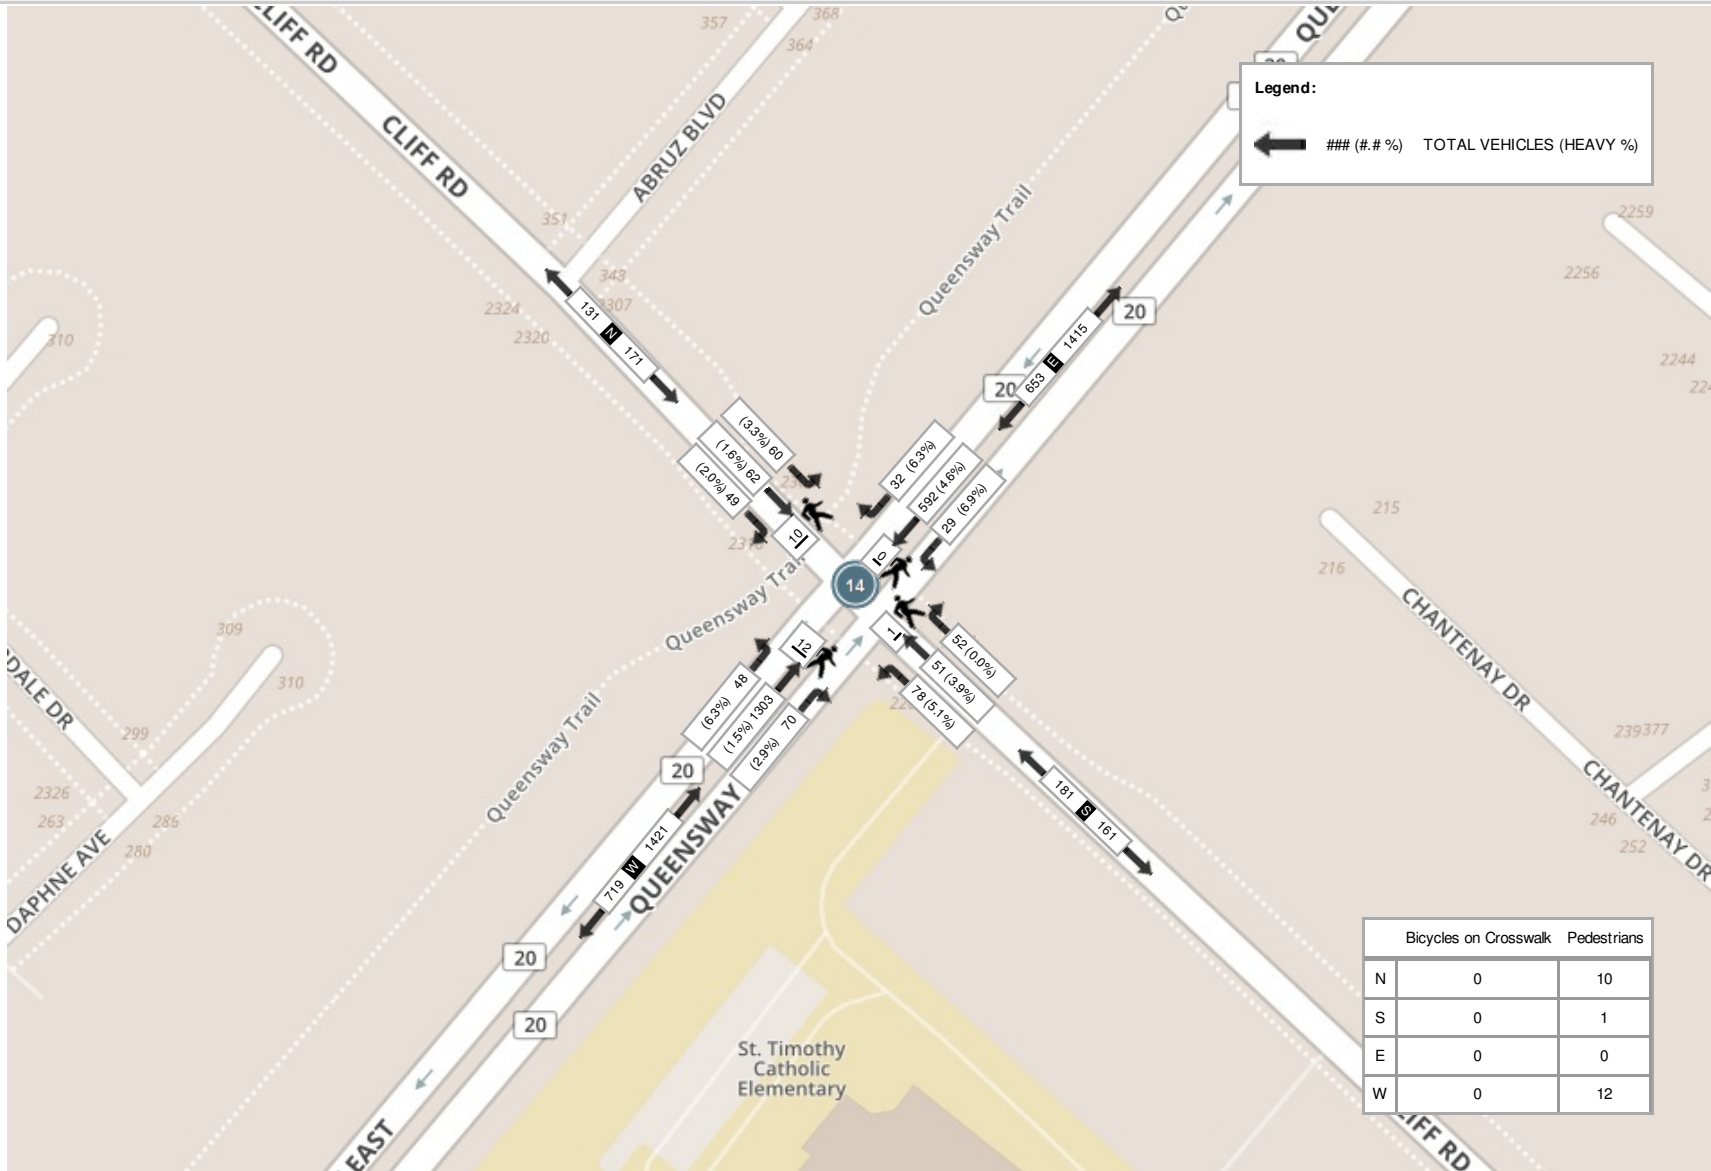 CLIFF RD
357
368
364
ABRUZ BLVD
CLIFF RD
351
343
2307
2324
2320
310
Queensway Trail
20
Legend:
### (#.# %) TOTAL VEHICLES (HEAVY %)
2259
2256
2244
131 N 171
653 E 1415
20
20
(3.3%) 60
(1.6%) 62
(2.0%) 49
32 (6.3%)
592 (4.6%)
29 (6.9%)
10
0
14
12
1
215
216
CHANTENAY DR
Queensway Trail
309
310
299
2326
263
286
280
DAPHNE AVE
Queensway Trail
(6.3%) 48
(1.5%) 1303
(2.9%) 70
52 (0.0%)
51 (3.9%)
78 (5.1%)
20
719 W 1421
QUEENSWAY
181 S 161
239
377
246
252
CHANTENAY DR
20
20
St. Timothy
Catholic
Elementary
EAST
Bicycles on Crosswalk Pedestrians
N 0 10
S 0 1
E 0 0
W 0 12
CLIFF RD